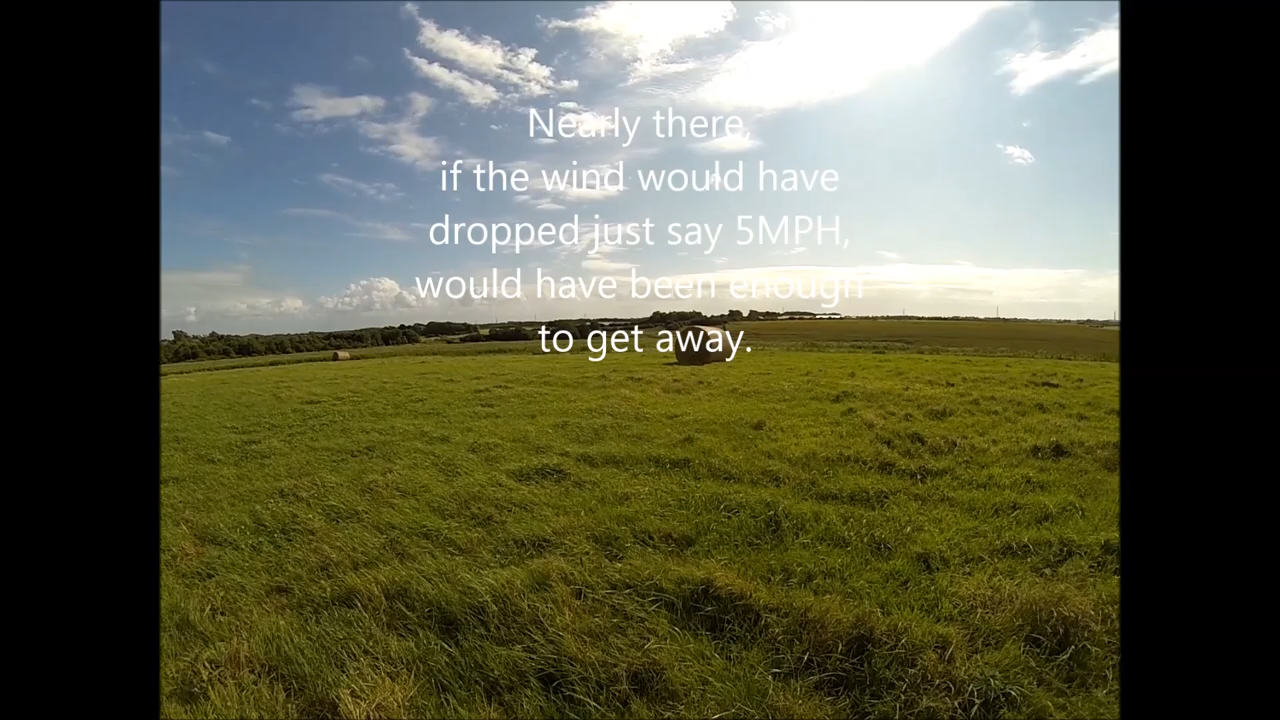 Nearly there,
if the wind would have
dropped just say 5MPH,
would have been enough
to get away.